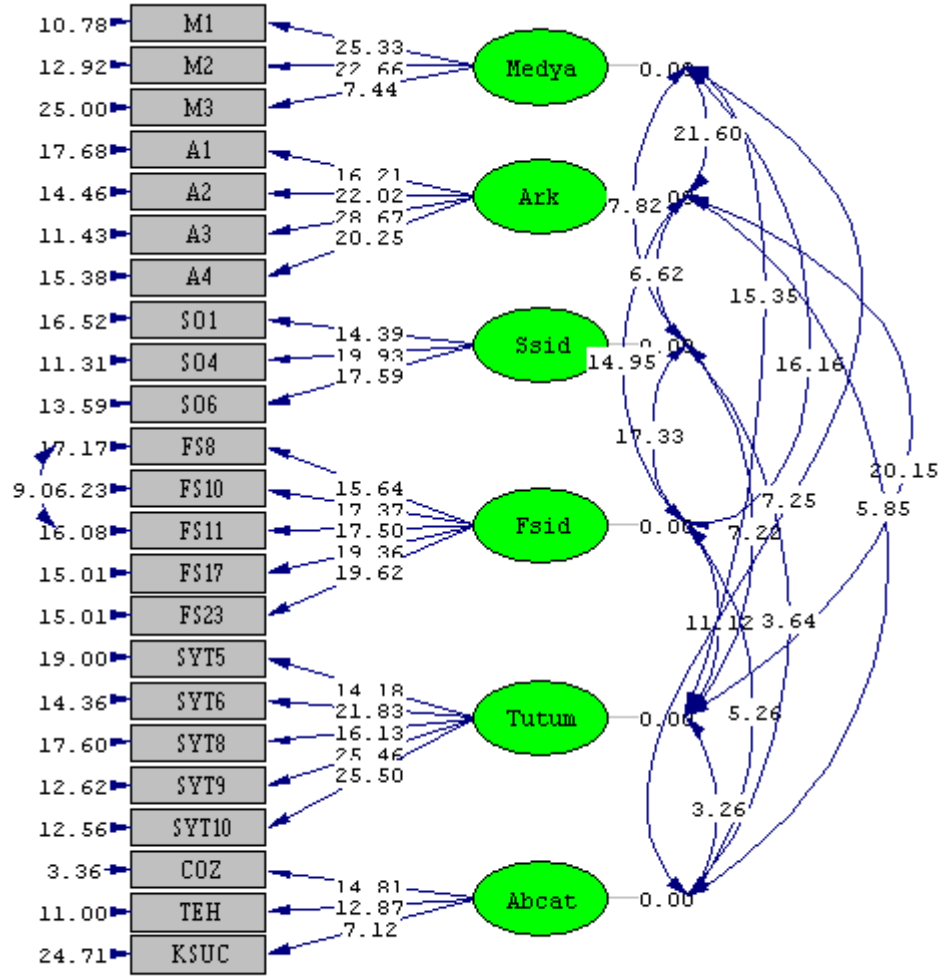 10.78 M1
25.33
12.92 M2
22.66
Medya 0.00
25.00 M3
7.44
21.60
17.68 A1
16.21
14.46 A2
22.02
Ark
7.82
11.43 A3
28.67
20.25
15.38 A4
6.62
15.35
16.52 SO1
14.39
11.31 SO4
19.93
Ssid 0.00
14.95
16.16
13.59 SO6
17.59
7.17 FS8
17.33
20.15
9.06.23 FS10
15.64
17.37
7.25
5.85
16.08 FS11
17.50
Fsid 0.00
7.22
15.01 FS17
19.36
19.62
15.01 FS23
11.12
3.64
19.00 SYT5
14.18
14.36 SYT6
21.83
Tutum 0.00
5.26
17.60 SYT8
16.13
25.46
12.62 SYT9
25.50
3.26
12.56 SYT10
3.36 COZ
14.81
11.00 TEH
12.87
Abcat 0.00
24.71 KSUC
7.12